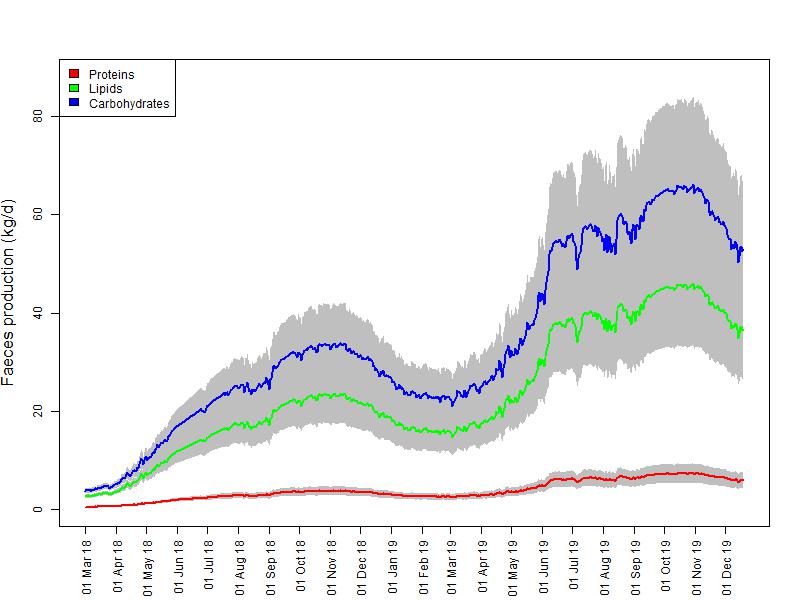 Proteins
Lipids
Carbohydrates
Faeces production (kg/d)
80
60
40
20
0
01 Mar 18
01 Apr 18
01 May 18
01 Jun 18
01 Jul 18
01 Aug 18
01 Sep 18
01 Oct 18
01 Nov 18
01 Dec 18
01 Jan 19
01 Feb 19
01 Mar 19
01 Apr 19
01 May 19
01 Jun 19
01 Jul 19
01 Aug 19
01 Sep 19
01 Oct 19
01 Nov 19
01 Dec 19